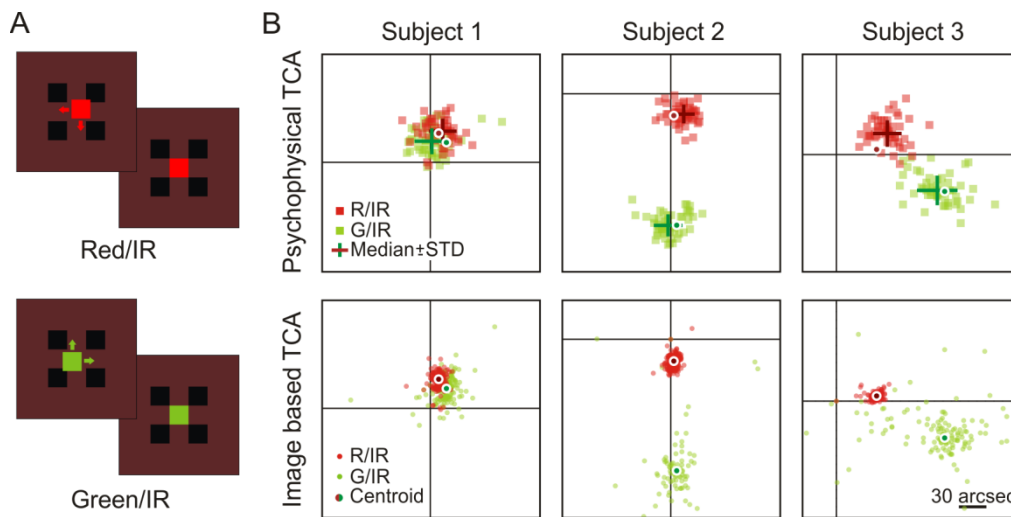 A
B
Subject 1
Subject 2
Subject 3
Psychophysical TCA
R/IR
G/IR
Median±STD
Red/IR
Image based TCA
R/IR
G/IR
Centroid
30 arcsec
Green/IR